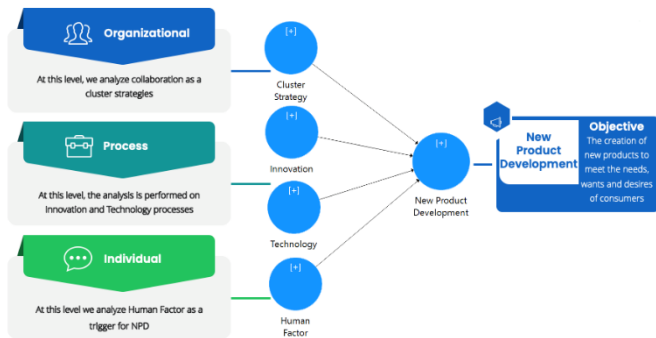 Organizational
At this level, we analyze collaboration as a
cluster strategies
Process
At this level, the analysis is performed on
Innovation and Technology processes
Individual
At this level we analyze Human Factor as a
trigger for NPD
[+]
Cluster
Strategy
[+]
Innovation
[+]
Technology
[+]
Human
Factor
[+]
New Product
Development
New
Product
Development
Objective
The creation of
new products to
meet the needs,
wants and desires
of consumers